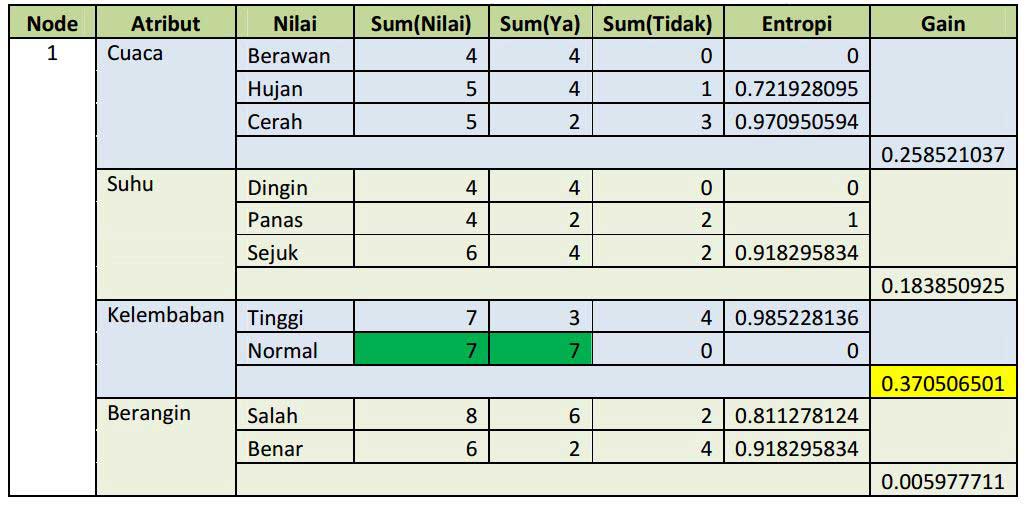 Node Atribut Nilai Sum(Nilai) Sum(Ya) Sum(Tidak) Entropi Gain
1 Cuaca Berawan 4 4 0 0
Hujan 5 4 1 0.721928095
Cerah 5 2 3 0.970950594
0.258521037
Suhu Dingin 4 4 0 0
Panas 4 2 2 1
Sejuk 6 4 2 0.918295834
0.183850925
Kelembaban Tinggi 7 3 4 0.985228136
Normal 7 7 0 0
0.370506501
Berangin Salah 8 6 2 0.811278124
Benar 6 2 4 0.918295834
0.005977711